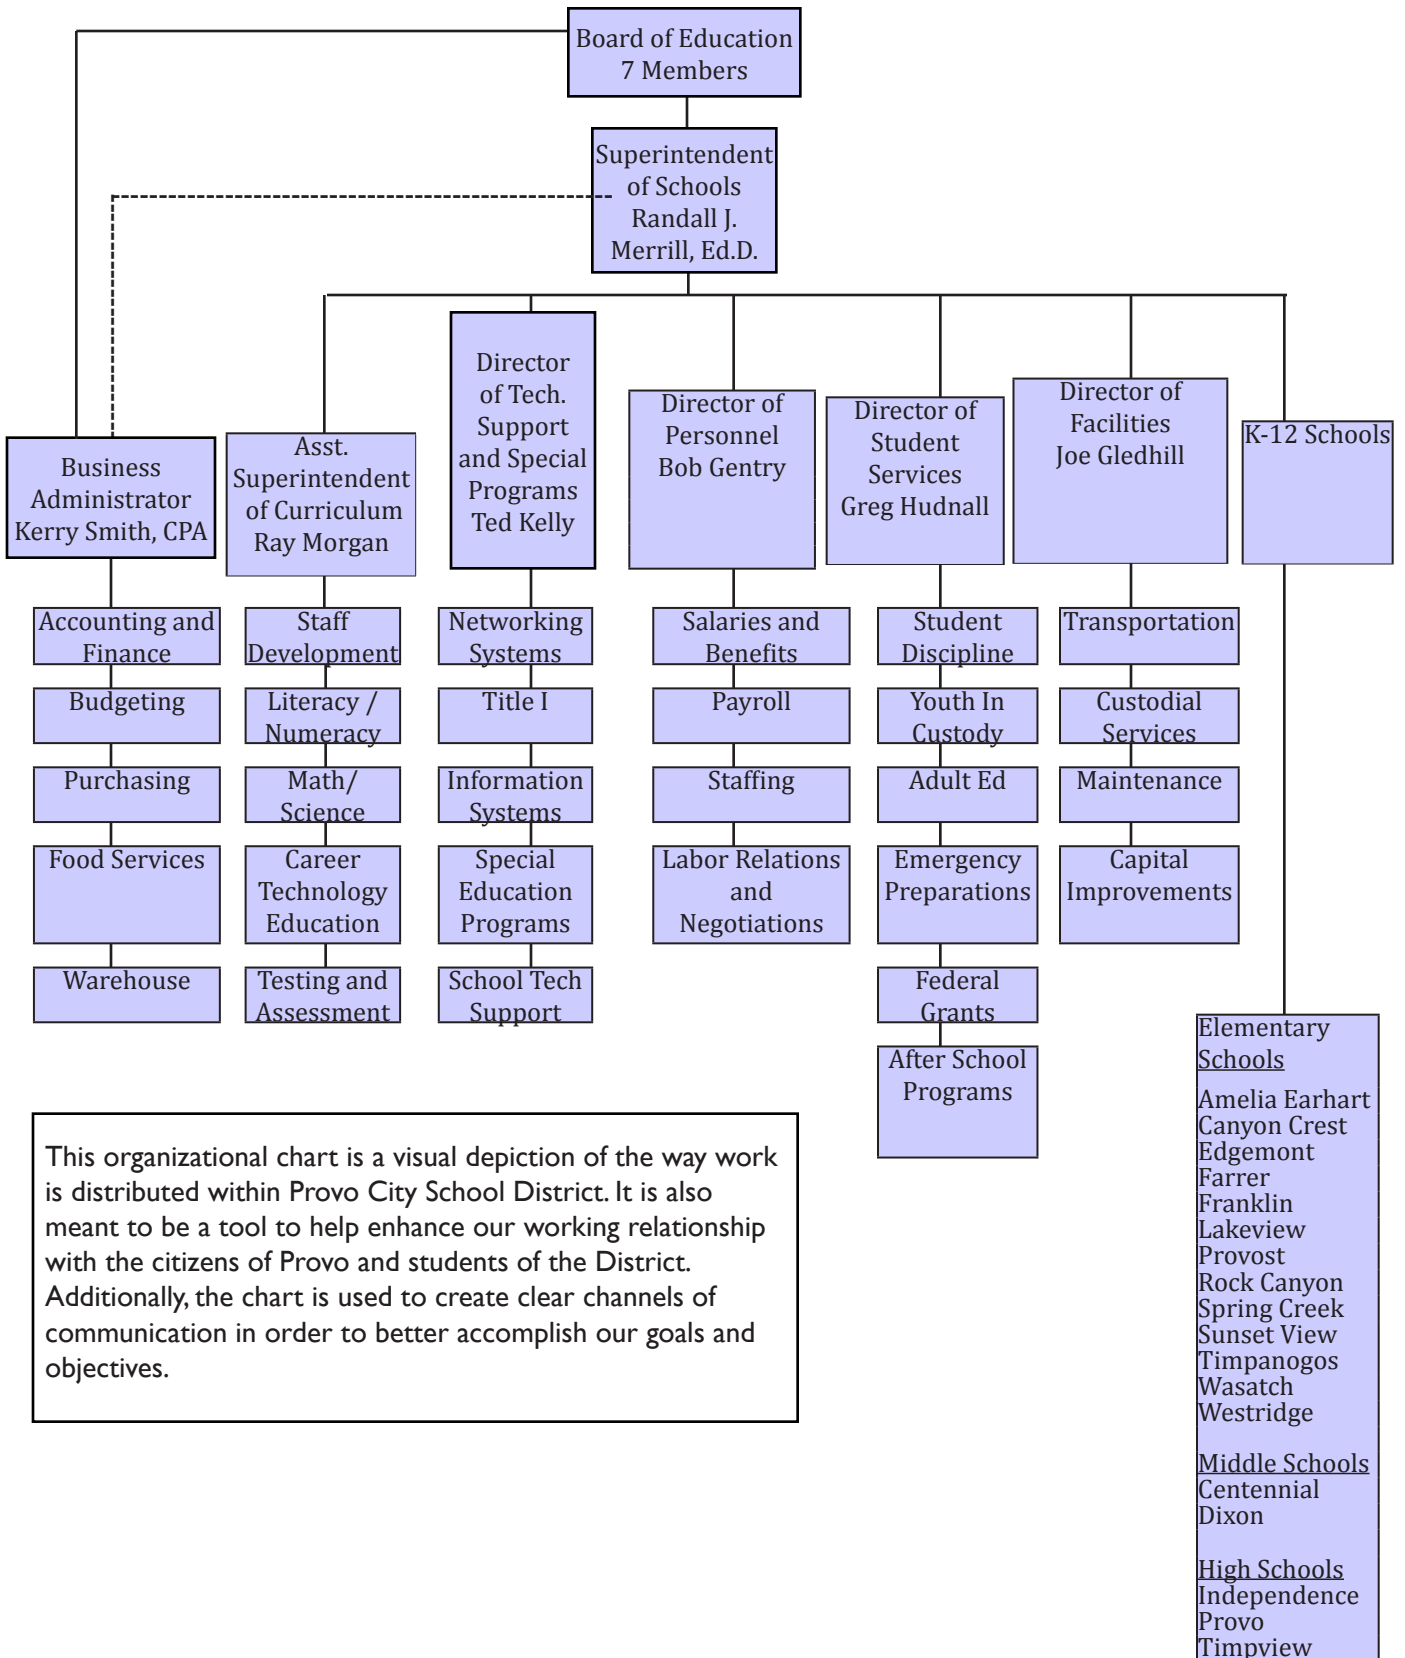 Board of Education
7 Members
Superintendent
of Schools
Randall J.
Merrill, Ed.D.
Business
Administrator
Kerry Smith, CPA
Asst.
Superintendent
of Curriculum
Ray Morgan
Director
of Tech.
Support
and Special
Programs
Ted Kelly
Director of
Personnel
Bob Gentry
Director of
Student
Services
Greg Hudnall
Director of
Facilities
Joe Gledhill
K-12 Schools
Accounting and
Finance
Budgeting
Purchasing
Food Services
Warehouse
Staff
Development
Literacy /
Numeracy
Math/
Science
Career
Technology
Education
Testing and
Assessment
Networking
Systems
Title I
Information
Systems
Special
Education
Programs
School Tech
Support
Salaries and
Benefits
Payroll
Staffing
Labor Relations
and
Negotiations
Student
Discipline
Youth In
Custody
Adult Ed
Emergency
Preparations
Federal
Grants
After School
Programs
Transportation
Custodial
Services
Maintenance
Capital
Improvements
Elementary
Schools
Amelia Earhart
Canyon Crest
Edgemont
Farrer
Franklin
Lakeview
Provost
Rock Canyon
Spring Creek
Sunset View
Timpanogos
Wasatch
Westridge
Middle Schools
Centennial
Dixon
High Schools
Independence
Provo
Timpview
This organizational chart is a visual depiction of the way work
is distributed within Provo City School District. It is also
meant to be a tool to help enhance our working relationship
with the citizens of Provo and students of the District.
Additionally, the chart is used to create clear channels of
communication in order to better accomplish our goals and
objectives.